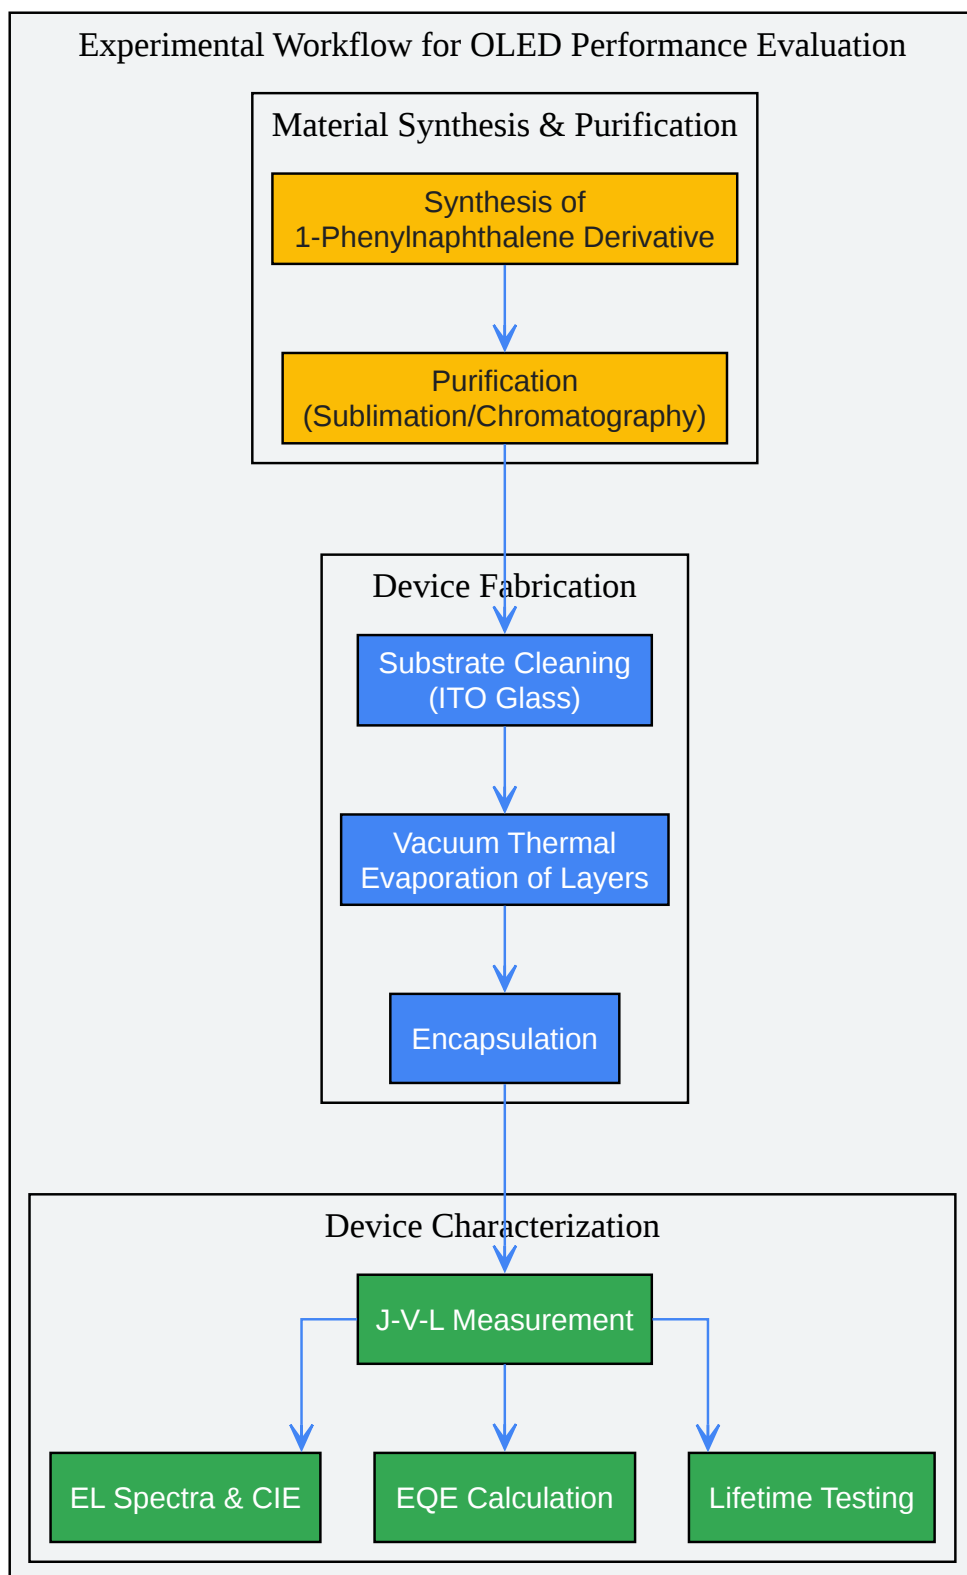 Experimental Workflow for OLED Performance Evaluation
Material Synthesis & Purification
Synthesis of
1-Phenylnaphthalene Derivative
Purification
(Sublimation/Chromatography)
Device Fabrication
Substrate Cleaning
(ITO Glass)
Vacuum Thermal
Evaporation of Layers
Encapsulation
Device Characterization
J-V-L Measurement
EL Spectra & CIE
EQE Calculation
Lifetime Testing